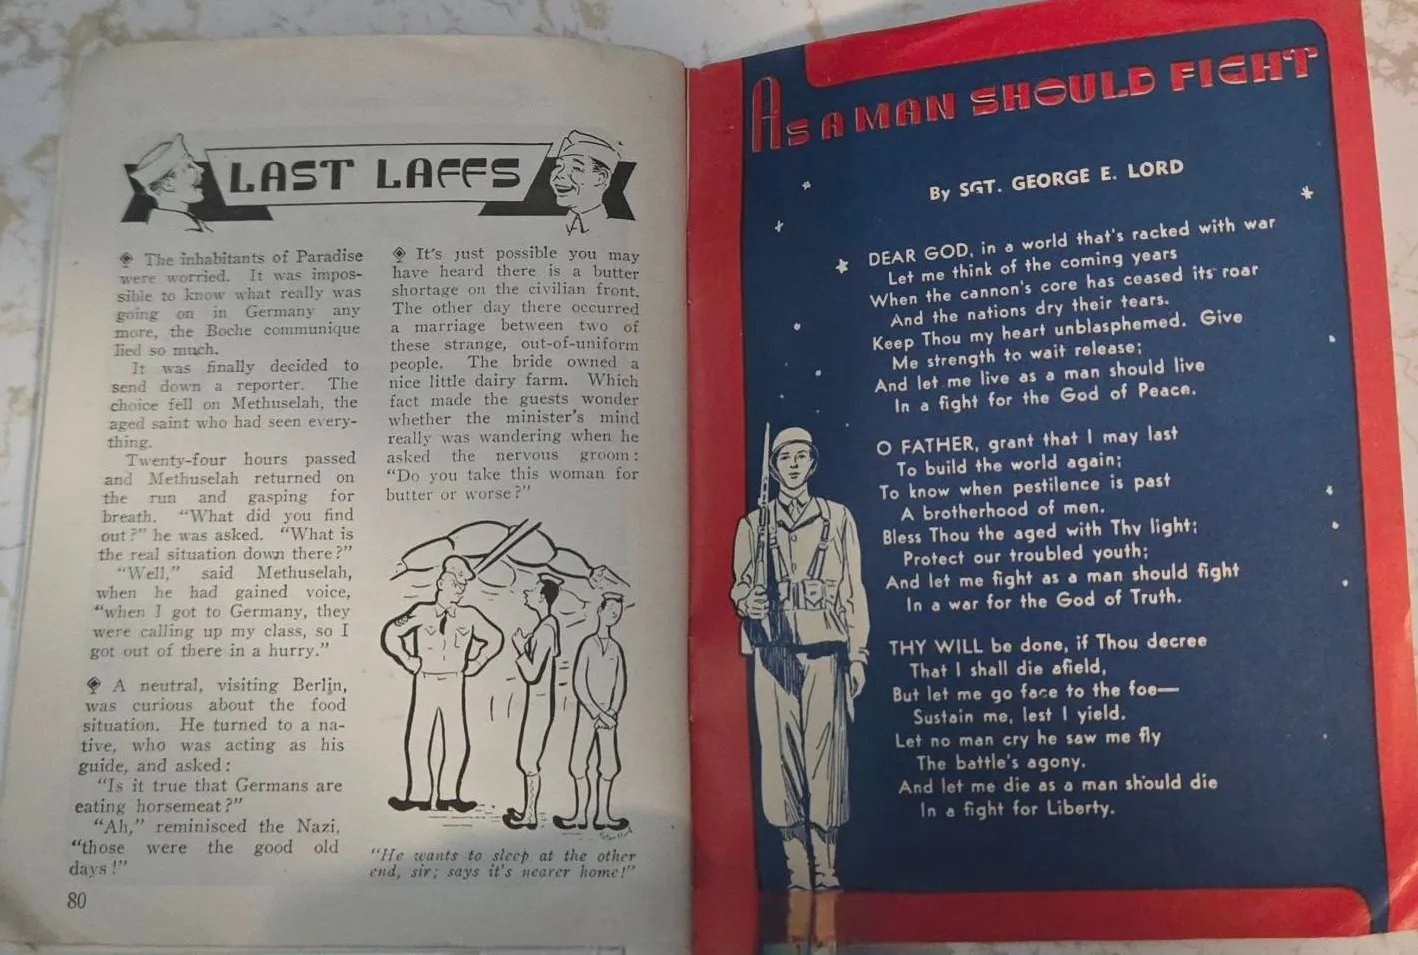 LAST LAFFS
The inhabitants of Paradise
were worried. It was impos-
sible to know what really was
going on in Germany any
more, the Boche communique
lied so much.
It was finally decided to
send down a reporter. The
choice fell on Methuselah, the
aged saint who had seen every-
thing.
Twenty-four hours passed
and Methuselah returned on
the run and gasping for
breath. "What did you find
out?" he was asked. "What is
the real situation down there?"
"Well," said Methuselah,
when he had gained voice,
"when I got to Germany, they
were calling up my class, so I
got out of there in a hurry."
A neutral, visiting Berlin,
was curious about the food
situation. He turned to a na-
tive, who was acting as his
guide, and asked:
"Is it true that Germans are
eating horsemeat?"
"Ah," reminisced the Nazi,
"those were the good old
days!"
80
It's just possible you may
have heard there is a butter
shortage on the civilian front.
The other day there occurred
a marriage between two of
these strange, out-of-uniform
people. The bride owned a
nice little dairy farm. Which
fact made the guests wonder
whether the minister's mind
really was wandering when he
asked the nervous groom:
"Do you take this woman for
butter or worse?"
"He wants to sleep at the other
end, sir; says it's nearer home!"
AS A MAN SHOULD FIGHT
By SGT. GEORGE E. LORD
DEAR GOD, in a world that's racked with war
Let me think of the coming years
When the cannon's core has ceased its roar
And the nations dry their tears.
Keep Thou my heart unblasphemed. Give
Me strength to wait release;
And let me live as a man should live
In a fight for the God of Peace.
O FATHER, grant that I may last
To build the world again;
To know when pestilence is past
A brotherhood of men.
Bless Thou the aged with Thy light;
Protect our troubled youth;
And let me fight as a man should fight
In a war for the God of Truth.
THY WILL be done, if Thou decree
That I shall die afield,
But let me go face to the foe—
Sustain me, lest I yield.
Let no man cry he saw me fly
The battle's agony.
And let me die as a man should die
In a fight for Liberty.